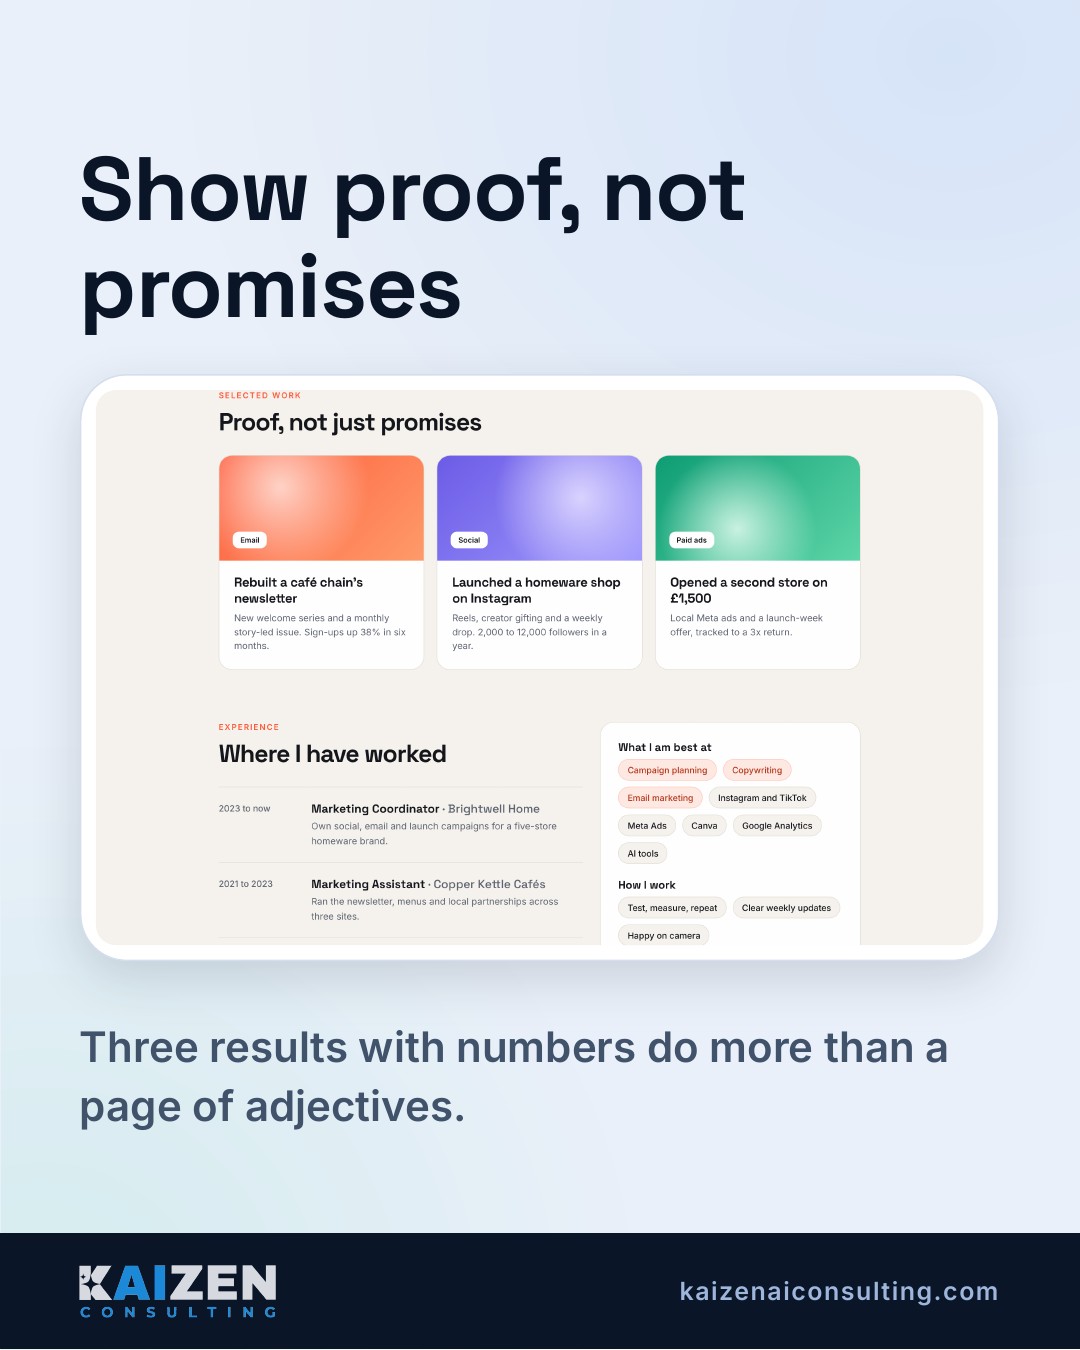 Show proof, not
promises
SELECTED WORK
Proof, not just promises
Email
Rebuilt a café chain's
newsletter
New welcome series and a monthly
story-led issue. Sign-ups up 38% in six
months.
Social
Launched a homeware shop
on Instagram
Reels, creator gifting and a weekly
drop. 2,000 to 12,000 followers in a
year.
Paid ads
Opened a second store on
£1,500
Local Meta ads and a launch-week
offer, tracked to a 3x return.
EXPERIENCE
Where I have worked
2023 to now
Marketing Coordinator · Brightwell Home
Own social, email and launch campaigns for a five-store
homeware brand.
2021 to 2023
Marketing Assistant · Copper Kettle Cafés
Ran the newsletter, menus and local partnerships across
three sites.
What I am best at
Campaign planning
Copywriting
Email marketing
Instagram and TikTok
Meta Ads
Canva
Google Analytics
AI tools
How I work
Test, measure, repeat
Clear weekly updates
Happy on camera
Three results with numbers do more than a
page of adjectives.
KAIZEN
CONSULTING
kaizenaiconsulting.com